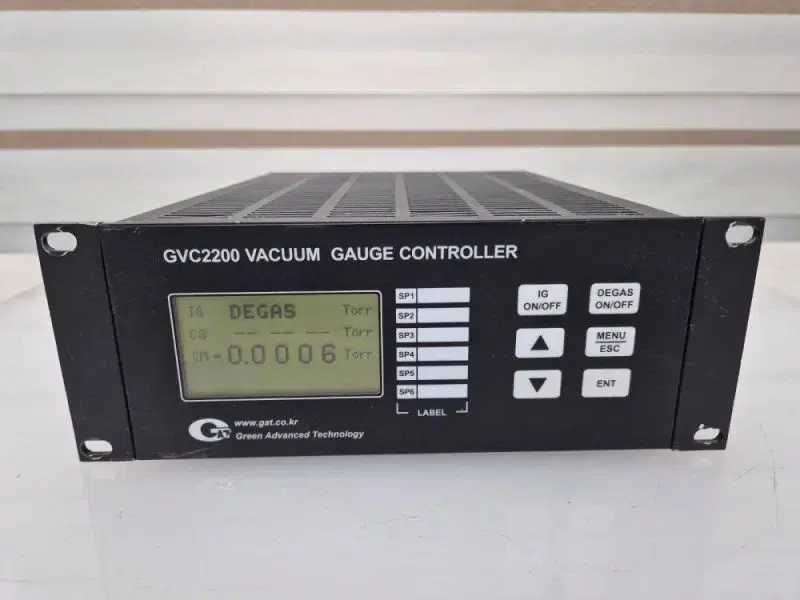 GVC2200 VACUUM GAUGE CONTROLLER
IG DEGAS Torr
CG -- -- -- Torr
CM -0.0006 Torr
SP1
SP2
SP3
SP4
SP5
SP6
LABEL
IG
ON/OFF
DEGAS
ON/OFF
▲
MENU
ESC
▼
ENT
www.gat.co.kr
Green Advanced Technology